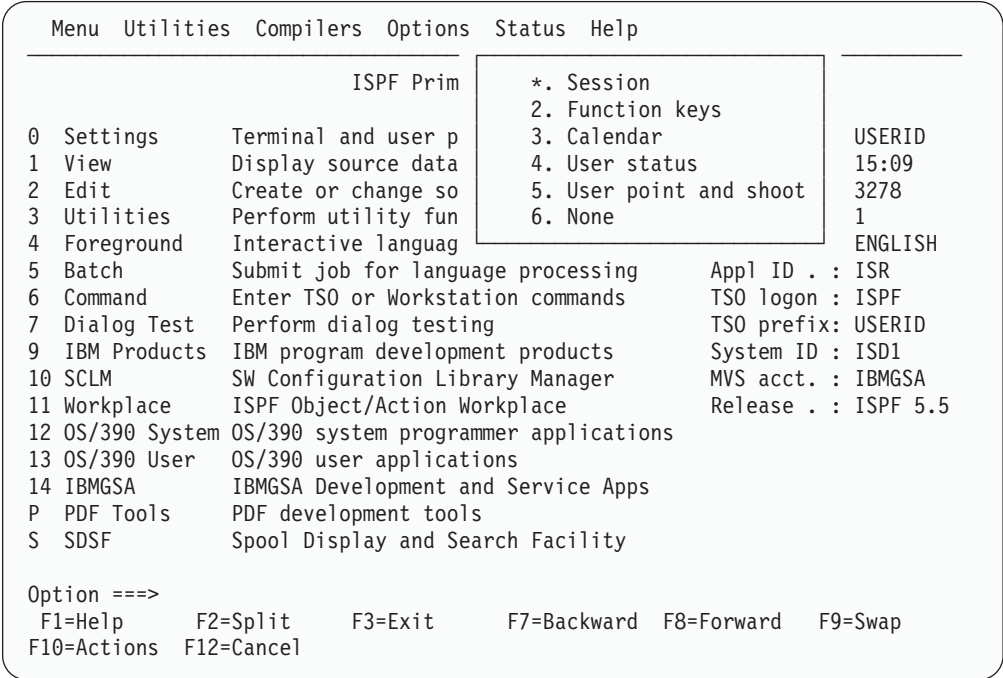 Menu  Utilities  Compilers  Options  Status  Help
ISPF Prim    *. Session
2. Function keys
0  Settings      Terminal and user p    3. Calendar    USERID
1  View          Display source data    4. User status    15:09
2  Edit          Create or change so    5. User point and shoot    3278
3  Utilities     Perform utility fun    6. None    1
4  Foreground    Interactive languag    ENGLISH
5  Batch         Submit job for language processing    Appl ID . : ISR
6  Command       Enter TSO or Workstation commands    TSO logon : ISPF
7  Dialog Test   Perform dialog testing    TSO prefix: USERID
9  IBM Products  IBM program development products    System ID : ISD1
10 SCLM          SW Configuration Library Manager    MVS acct. : IBMGSA
11 Workplace     ISPF Object/Action Workplace    Release . : ISPF 5.5
12 OS/390 System OS/390 system programmer applications
13 OS/390 User   OS/390 user applications
14 IBMGSA        IBMGSA Development and Service Apps
P  PDF Tools     PDF development tools
S  SDSF          Spool Display and Search Facility
Option ===>
F1=Help      F2=Split     F3=Exit      F7=Backward  F8=Forward   F9=Swap
F10=Actions  F12=Cancel